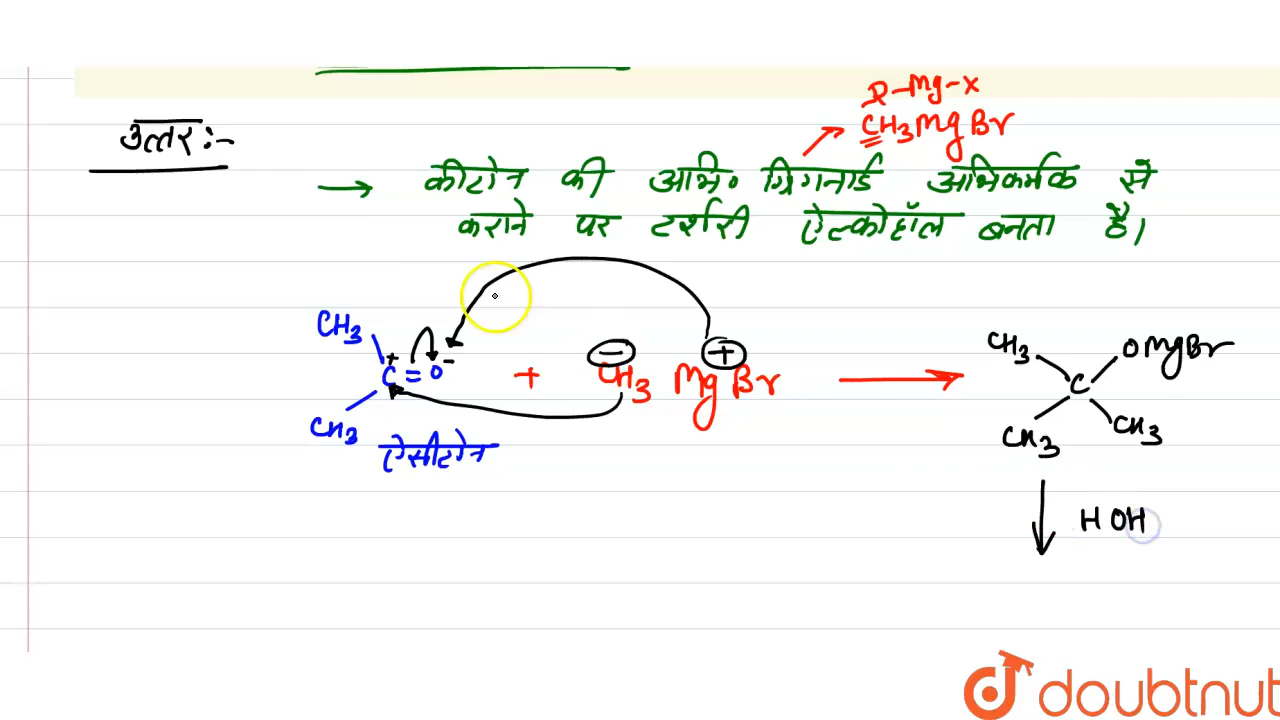 R-Mg-X
उत्तर:-
CH3MgBr
→ कीटोन की अभि० ग्रिगनार्ड अभिकर्मक से
कराने पर टर्शरी ऐल्कोहॉल बनता है।
CH3
C=O
+ -
CH3
ऐसीटोन
+
- +
CH3 MgBr
→
CH3 OMgBr
C
CH3 CH3
↓ HOH
doubtnut